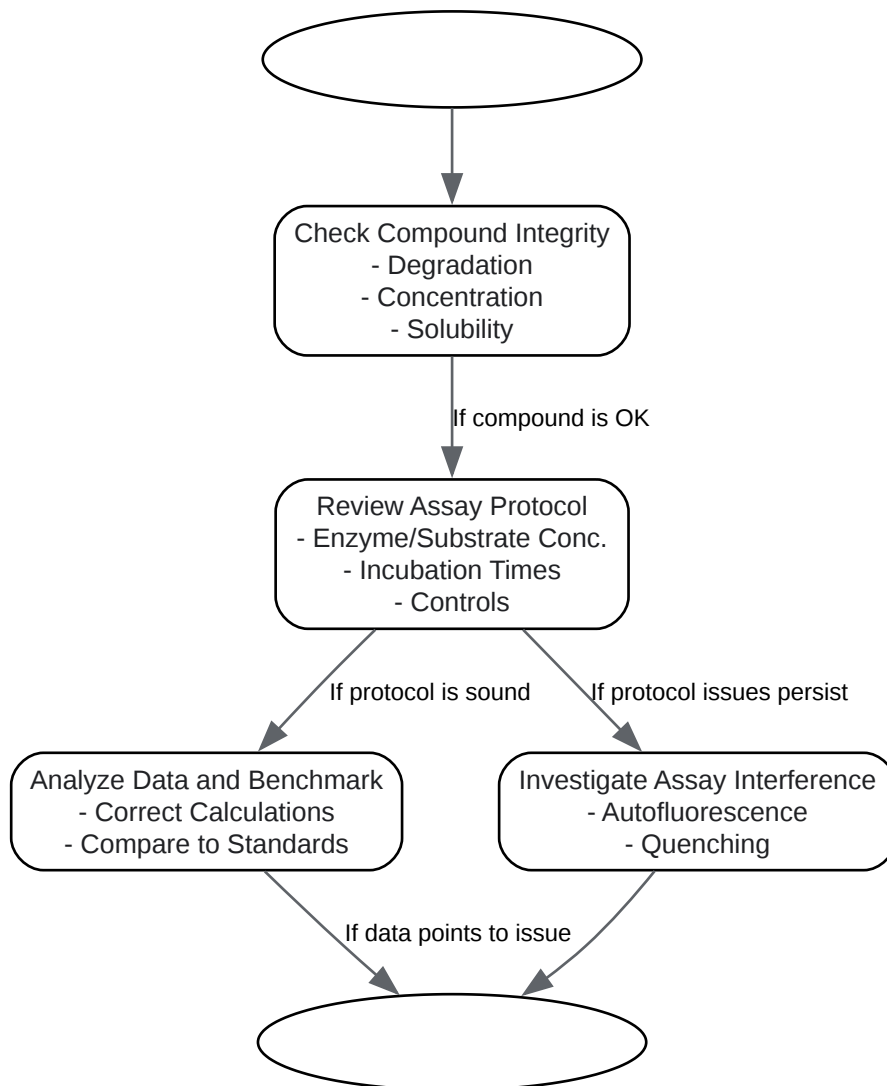 Check Compound Integrity
- Degradation
- Concentration
- Solubility
If compound is OK
Review Assay Protocol
- Enzyme/Substrate Conc.
- Incubation Times
- Controls
If protocol is sound
If protocol issues persist
Analyze Data and Benchmark
- Correct Calculations
- Compare to Standards
Investigate Assay Interference
- Autofluorescence
- Quenching
If data points to issue